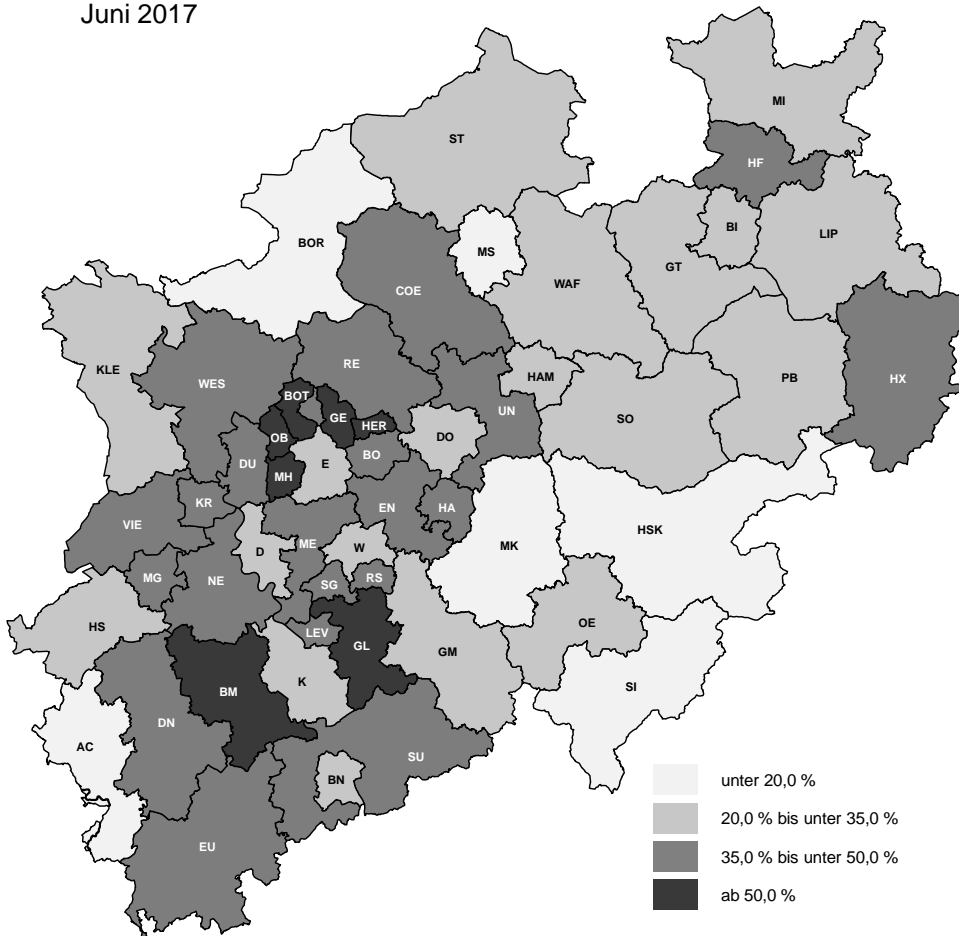 Juni 2017
MI
ST
HF
BI
LIP
BOR
MS
GT
WAF
COE
KLE
RE
HAM
PB
HX
WES
BOT
GE
HER
UN
SO
OB
DO
E
BO
DU
MH
KR
EN
HA
VIE
HSK
D
ME
W
MK
MG
NE
SG
RS
HS
LEV
OE
GL
GM
K
BM
SI
DN
AC
SU
BN
EU
unter 20,0 %
20,0 % bis unter 35,0 %
35,0 % bis unter 50,0 %
ab 50,0 %